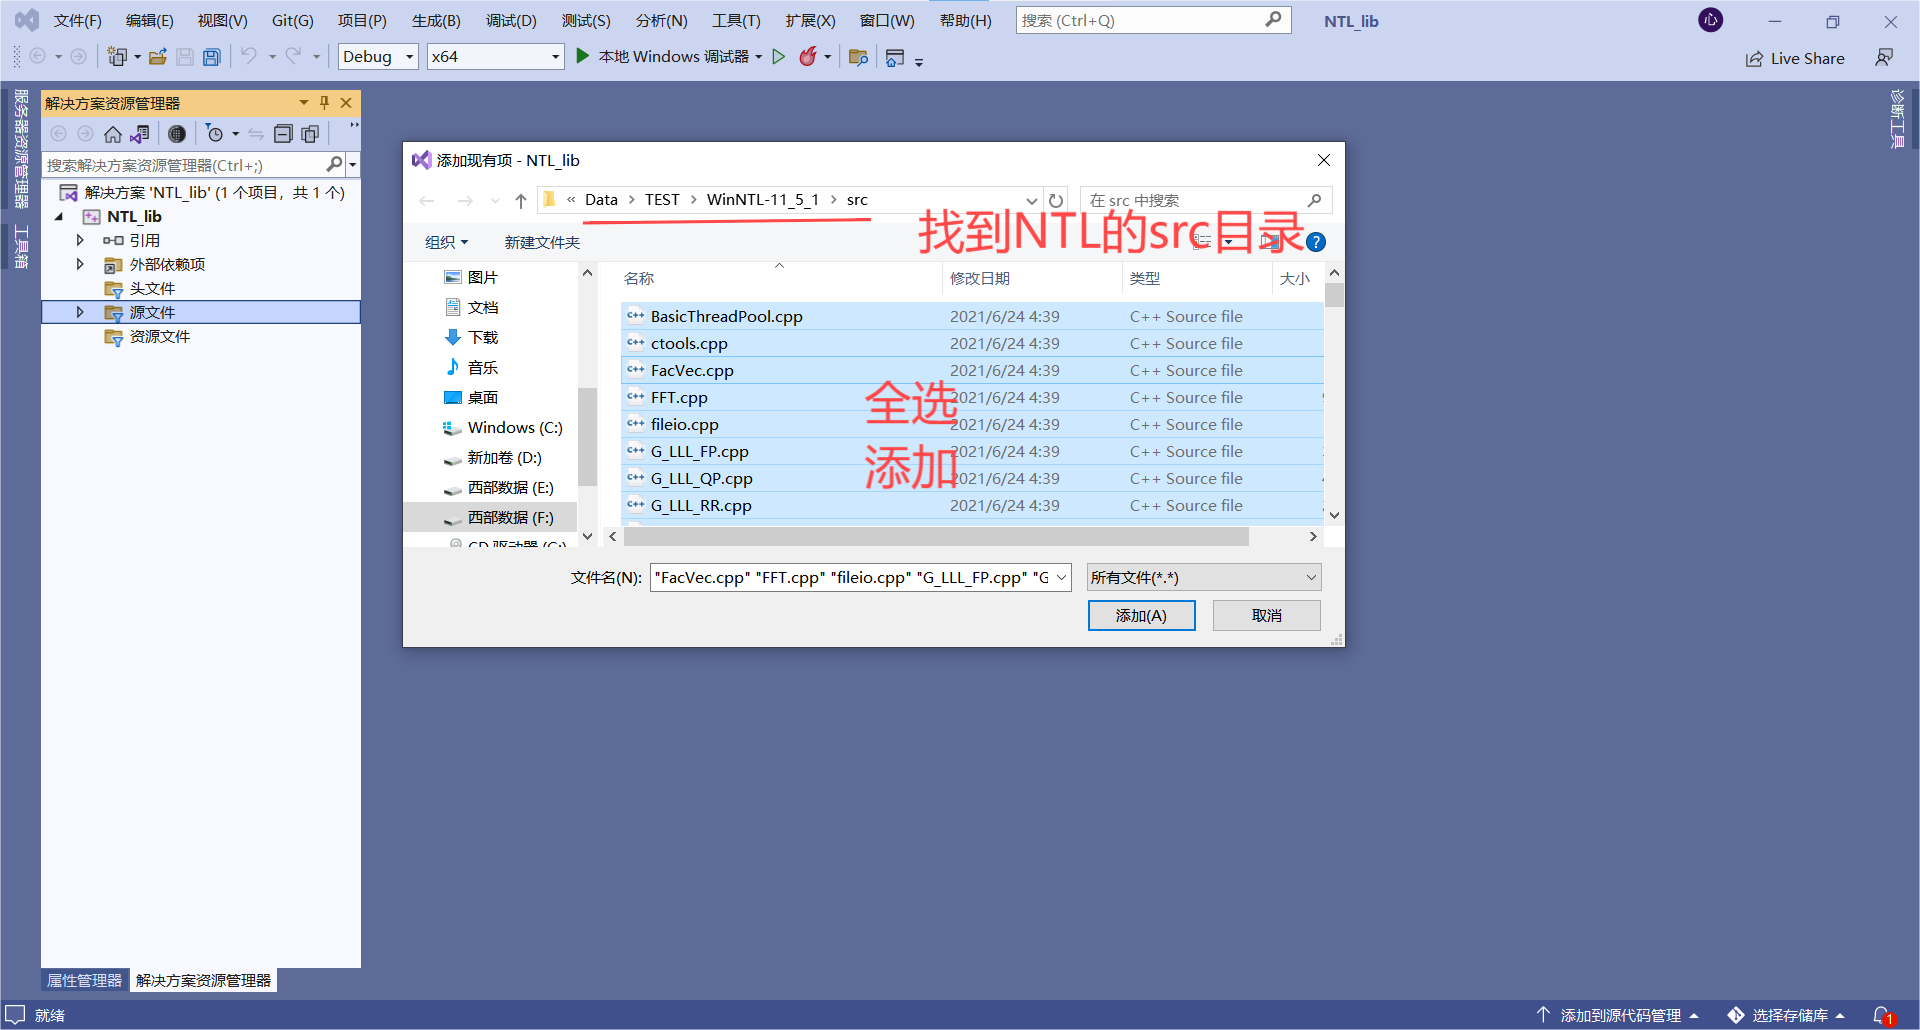 文件(F) 编辑(E) 视图(V) Git(G) 项目(P) 生成(B) 调试(D) 测试(S) 分析(N) 工具(T) 扩展(X) 窗口(W) 帮助(H) 搜索 (Ctrl+Q) NTL_lib
Debug x64 本地 Windows 调试器 Live Share
服务器资源管理器
工具箱
诊断工具
解决方案资源管理器
搜索解决方案资源管理器(Ctrl+;)
解决方案 'NTL_lib' (1 个项目，共 1 个)
NTL_lib
引用
外部依赖项
头文件
源文件
资源文件
添加现有项 - NTL_lib
« Data › TEST › WinNTL-11_5_1 › src 在 src 中搜索
找到NTL的src目录
组织 新建文件夹
图片
文档
下载
音乐
桌面
Windows (C:)
新加卷 (D:)
西部数据 (E:)
西部数据 (F:)
CD 驱动器 (G:)
名称 修改日期 类型 大小
BasicThreadPool.cpp 2021/6/24 4:39 C++ Source file
ctools.cpp 2021/6/24 4:39 C++ Source file
FacVec.cpp 2021/6/24 4:39 C++ Source file
FFT.cpp 2021/6/24 4:39 C++ Source file
fileio.cpp 2021/6/24 4:39 C++ Source file
G_LLL_FP.cpp 2021/6/24 4:39 C++ Source file
G_LLL_QP.cpp 2021/6/24 4:39 C++ Source file
G_LLL_RR.cpp 2021/6/24 4:39 C++ Source file
全选
添加
文件名(N): "FacVec.cpp" "FFT.cpp" "fileio.cpp" "G_LLL_FP.cpp" "G 所有文件(*.*)
添加(A) 取消
属性管理器 解决方案资源管理器
就绪 添加到源代码管理 选择存储库 1